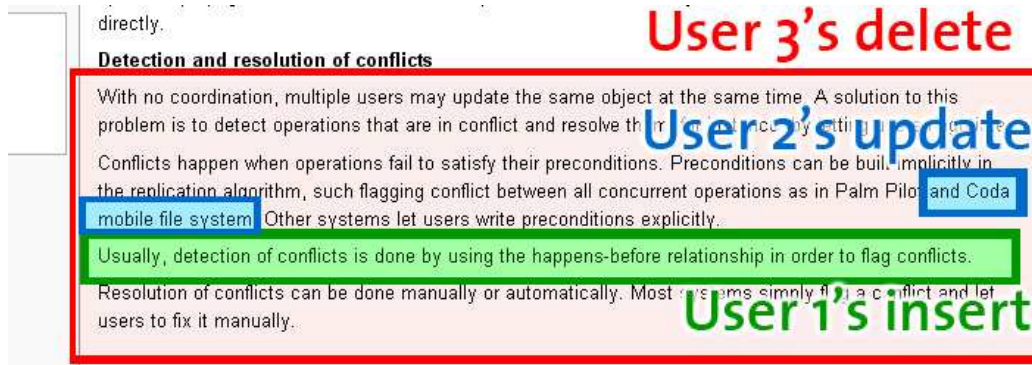 directly.
User 3's delete
Detection and resolution of conflicts
With no coordination, multiple users may update the same object at the same time. A solution to this
problem is to detect operations that are in conflict and resolve
User 2's update
Conflicts happen when operations fail to satisfy their preconditions. Preconditions can be built implicitly in
the replication algorithm, such flagging conflict between all concurrent operations as in Palm Pilot and Coda
mobile file system. Other systems let users write preconditions explicitly.
Usually, detection of conflicts is done by using the happens-before relationship in order to flag conflicts.
Resolution of conflicts can be done manually or automatically. Most systems simply flag a conflict and let
User 1's insert
users to fix it manually.